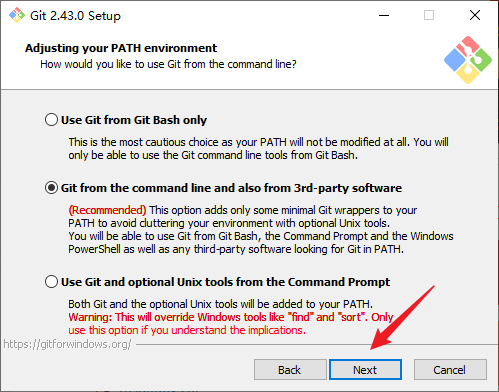 Git 2.43.0 Setup
Adjusting your PATH environment
How would you like to use Git from the command line?
Use Git from Git Bash only
This is the most cautious choice as your PATH will not be modified at all. You will
only be able to use the Git command line tools from Git Bash.
Git from the command line and also from 3rd-party software
(Recommended) This option adds only some minimal Git wrappers to your
PATH to avoid cluttering your environment with optional Unix tools.
You will be able to use Git from Git Bash, the Command Prompt and the Windows
PowerShell as well as any third-party software looking for Git in PATH.
Use Git and optional Unix tools from the Command Prompt
Both Git and the optional Unix tools will be added to your PATH.
Warning: This will override Windows tools like "find" and "sort". Only
use this option if you understand the implications.
https://gitforwindows.org/
Back
Next
Cancel